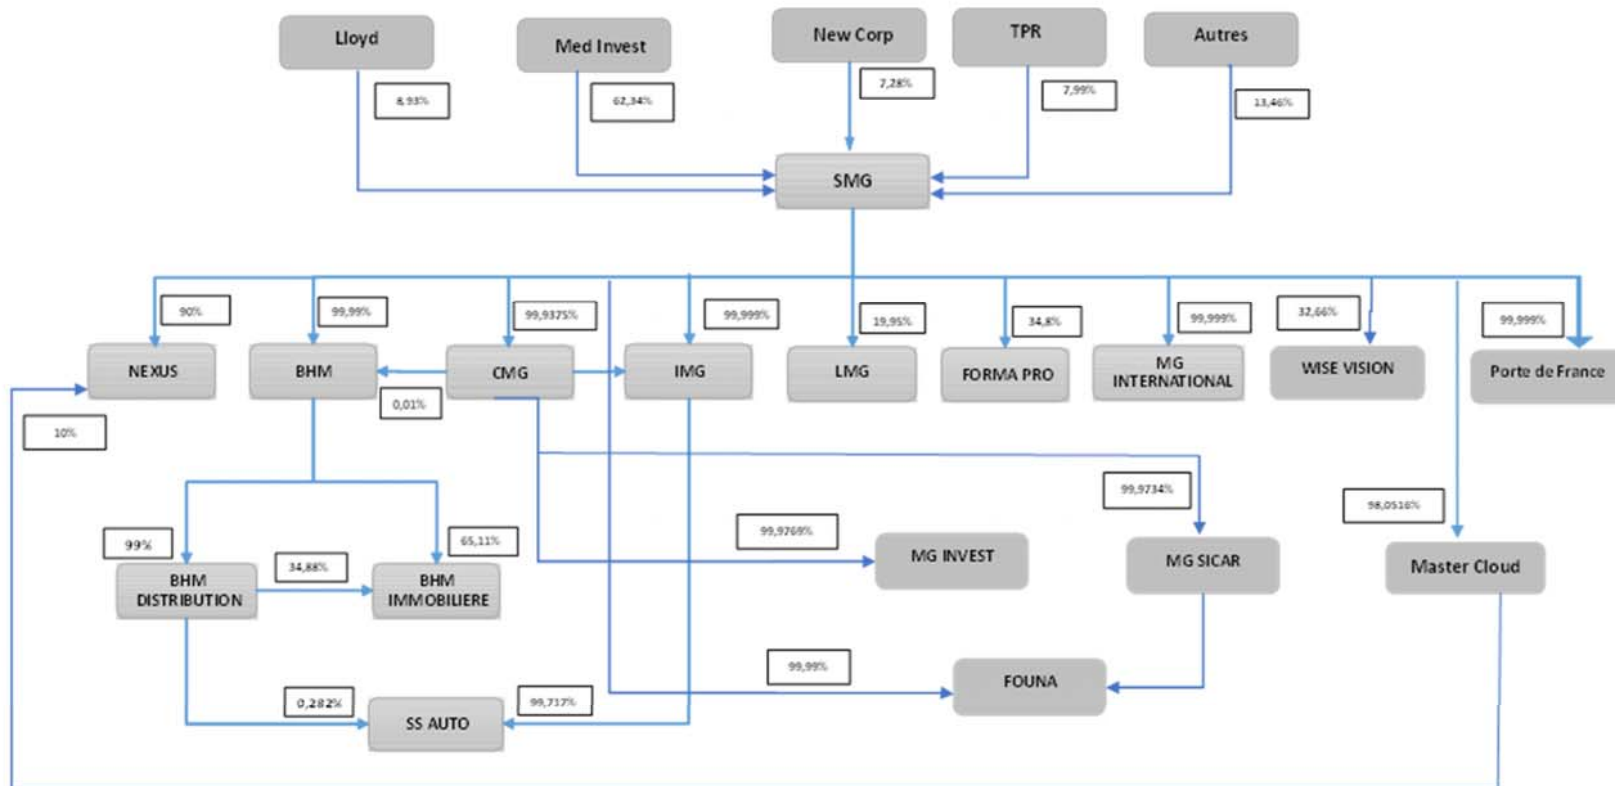 Lloyd
Med Invest
New Corp
TPR
Autres
8,93%
62,34%
7,28%
7,99%
13,46%
SMG
90%
99,99%
99,9375%
99,999%
19,95%
34,8%
99,999%
32,66%
99,999%
NEXUS
BHM
CMG
IMG
LMG
FORMA PRO
MG
INTERNATIONAL
WISE VISION
Porte de France
0,01%
10%
99,9734%
98,0516%
99%
65,11%
99,9769%
34,88%
BHM
DISTRIBUTION
BHM
IMMOBILIERE
MG INVEST
MG SICAR
Master Cloud
99,99%
FOUNA
0,282%
99,717%
SS AUTO